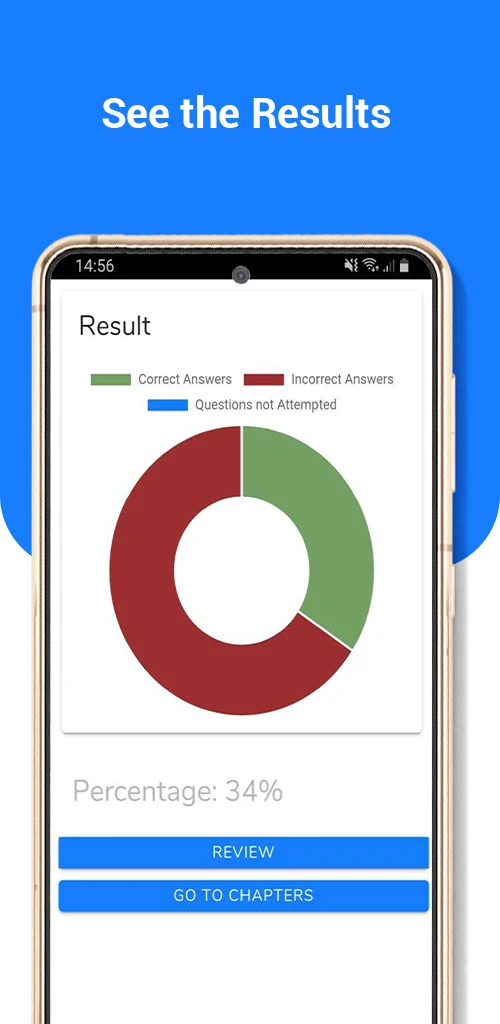 See the Results
14:56
Result
Correct Answers Incorrect Answers
Questions not Attempted
Percentage: 34%
REVIEW
GO TO CHAPTERS